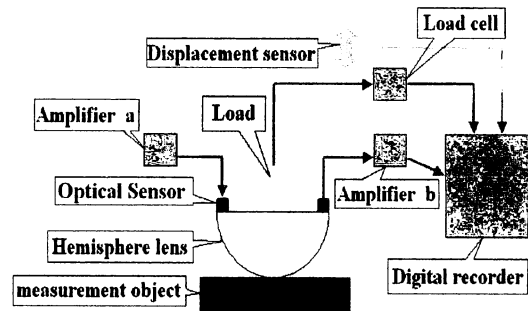 Load cell
Displacement sensor
Amplifier a
Load
Optical Sensor
Amplifier b
Hemisphere lens
Digital recorder
measurement object